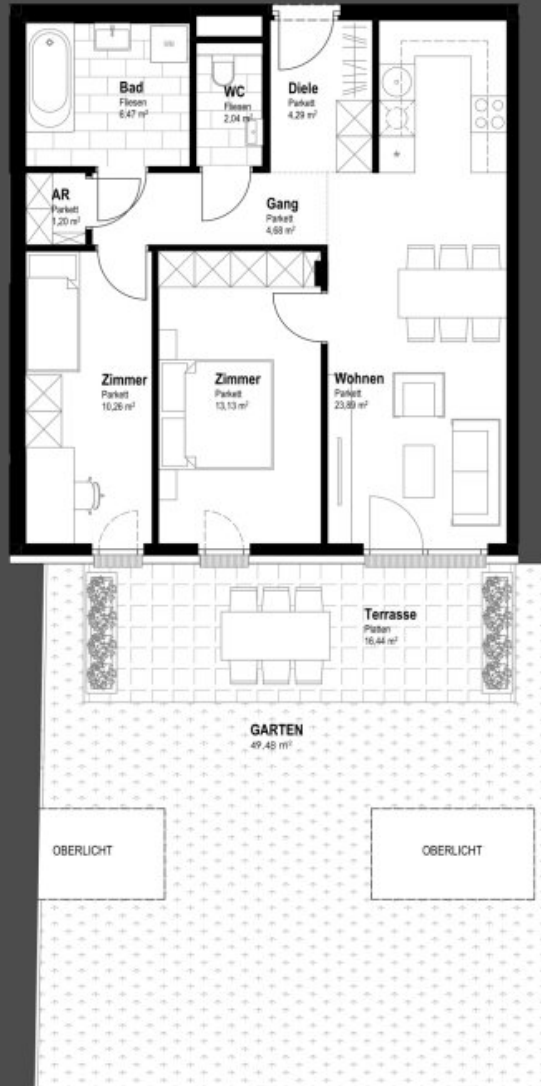 Bad
Fliesen
6,47 m²
WC
Fliesen
2,04 m²
Diele
Parkett
4,29 m²
AR
Parkett
1,20 m²
Gang
Parkett
4,68 m²
Zimmer
Parkett
10,26 m²
Zimmer
Parkett
13,13 m²
Wohnen
Parkett
23,89 m²
Terrasse
Platten
16,44 m²
GARTEN
49,48 m²
OBERLICHT
OBERLICHT